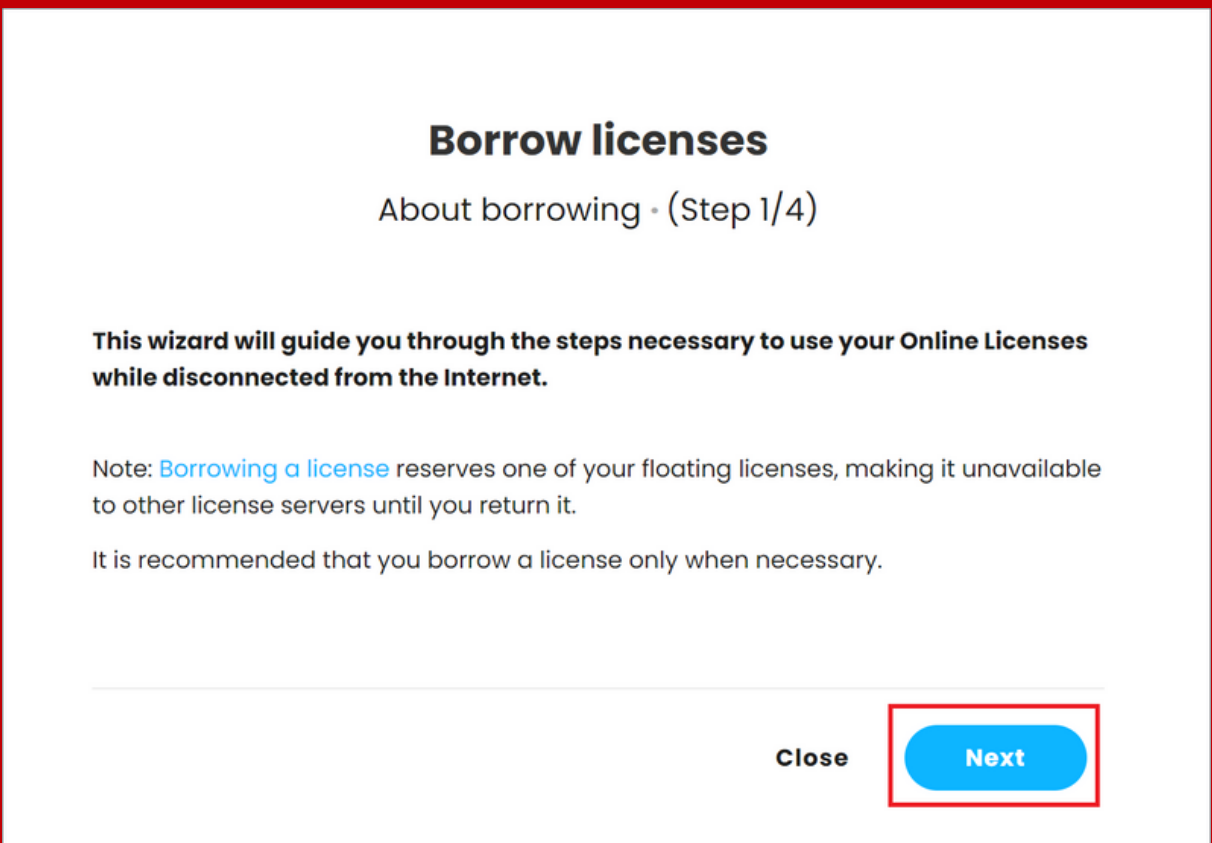 Borrow licenses
About borrowing • (Step 1/4)
This wizard will guide you through the steps necessary to use your Online Licenses
while disconnected from the Internet.
Note: Borrowing a license reserves one of your floating licenses, making it unavailable
to other license servers until you return it.
It is recommended that you borrow a license only when necessary.
Close Next